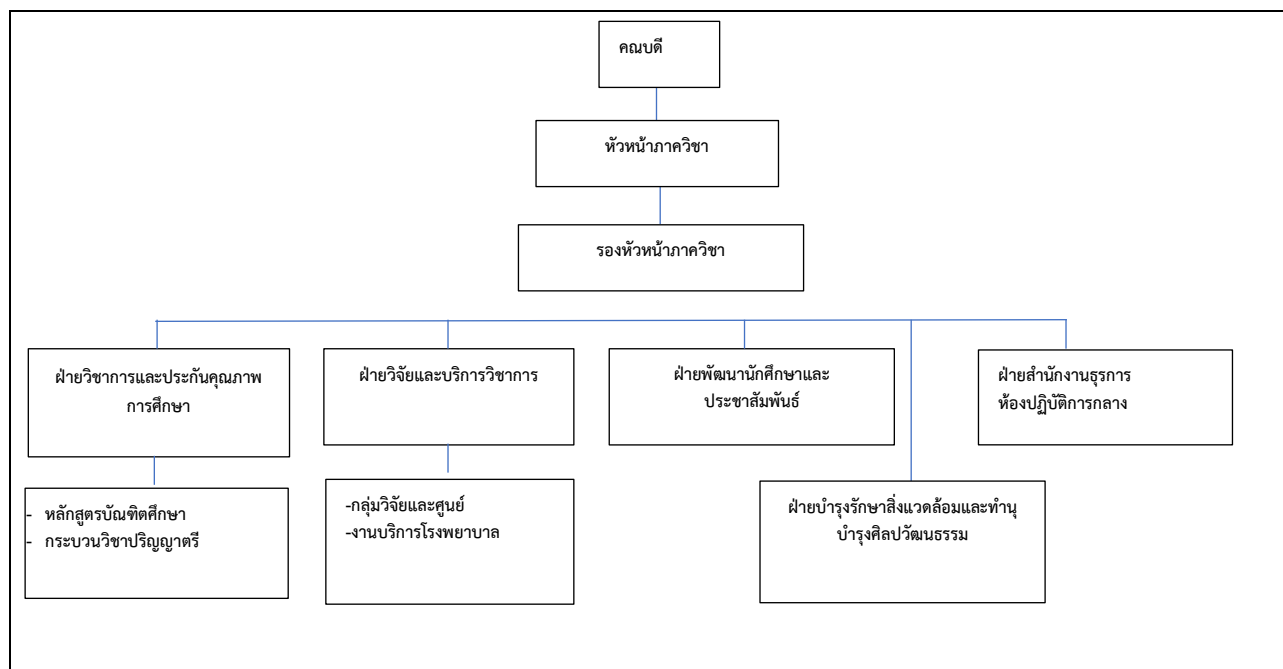 คณบดี
หัวหน้าภาควิชา
รองหัวหน้าภาควิชา
ฝ่ายวิชาการและประกันคุณภาพ
การศึกษา
ฝ่ายวิจัยและบริการวิชาการ
ฝ่ายพัฒนานักศึกษาและ
ประชาสัมพันธ์
ฝ่ายสำนักงานธุรการ
ห้องปฏิบัติการกลาง
- หลักสูตรบัณฑิตศึกษา
- กระบวนวิชาปริญญาตรี
-กลุ่มวิจัยและศูนย์
-งานบริการโรงพยาบาล
ฝ่ายบำรุงรักษาสิ่งแวดล้อมและทำนุ
บำรุงศิลปวัฒนธรรม